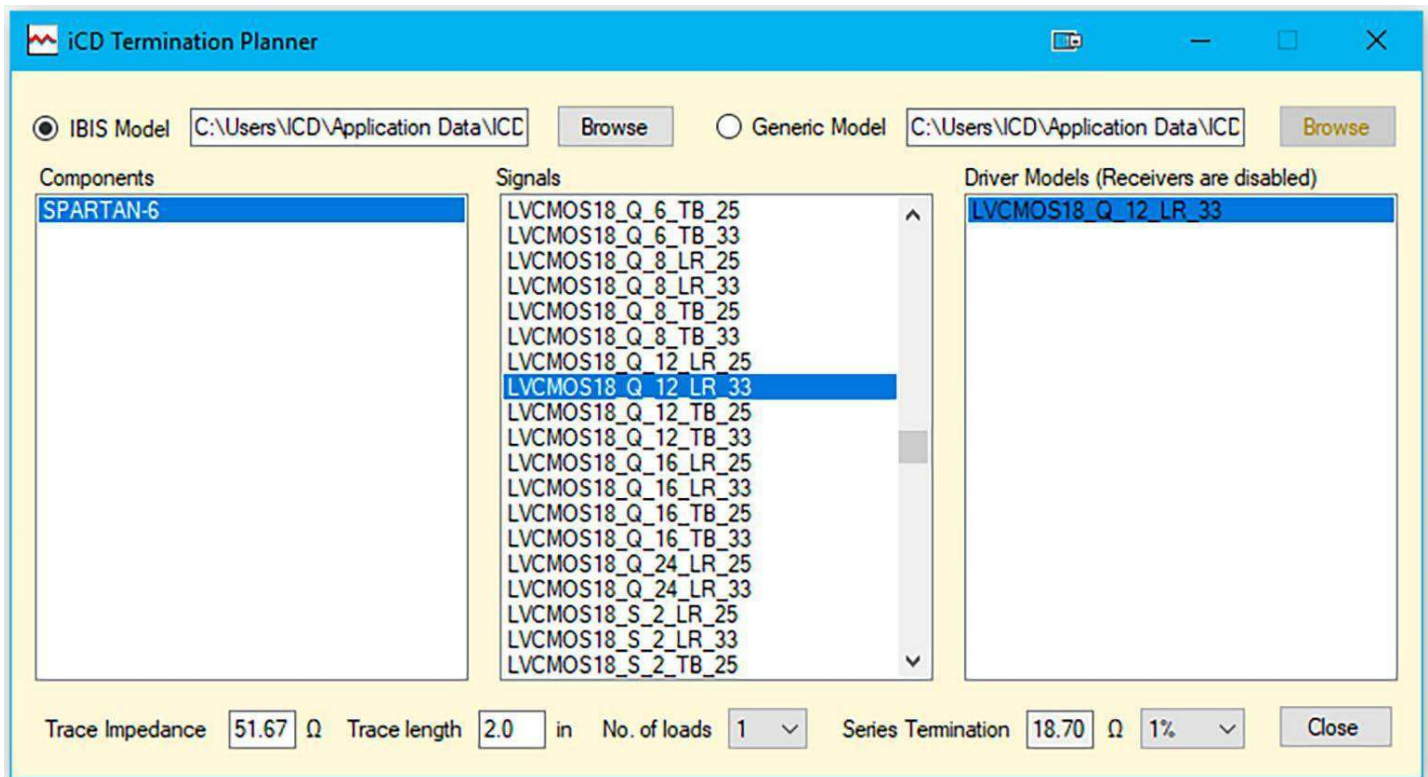 iCD Termination Planner
IBIS Model C:\Users\ICD\Application Data\ICD Browse Generic Model C:\Users\ICD\Application Data\ICD Browse
Components Signals Driver Models (Receivers are disabled)
SPARTAN-6 LVCMOS18_Q_6_TB_25 LVCMOS18_Q_12_LR_33
LVCMOS18_Q_6_TB_33
LVCMOS18_Q_8_LR_25
LVCMOS18_Q_8_LR_33
LVCMOS18_Q_8_TB_25
LVCMOS18_Q_8_TB_33
LVCMOS18_Q_12_LR_25
LVCMOS18_Q_12_LR_33
LVCMOS18_Q_12_TB_25
LVCMOS18_Q_12_TB_33
LVCMOS18_Q_16_LR_25
LVCMOS18_Q_16_LR_33
LVCMOS18_Q_16_TB_25
LVCMOS18_Q_16_TB_33
LVCMOS18_Q_24_LR_25
LVCMOS18_Q_24_LR_33
LVCMOS18_S_2_LR_25
LVCMOS18_S_2_LR_33
LVCMOS18_S_2_TB_25
Trace Impedance 51.67 Ω Trace length 2.0 in No. of loads 1 Series Termination 18.70 Ω 1% Close